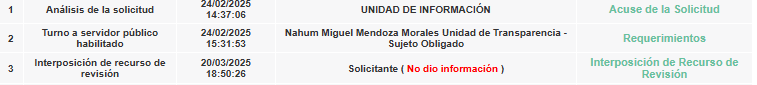 1 Análisis de la solicitud 24/02/2025 14:37:06 UNIDAD DE INFORMACIÓN Acuse de la Solicitud
2 Turno a servidor público habilitado 24/02/2025 15:31:53 Nahum Miguel Mendoza Morales Unidad de Transparencia - Sujeto Obligado Requerimientos
3 Interposición de recurso de revisión 20/03/2025 18:50:26 Solicitante ( No dio información ) Interposición de Recurso de Revisión